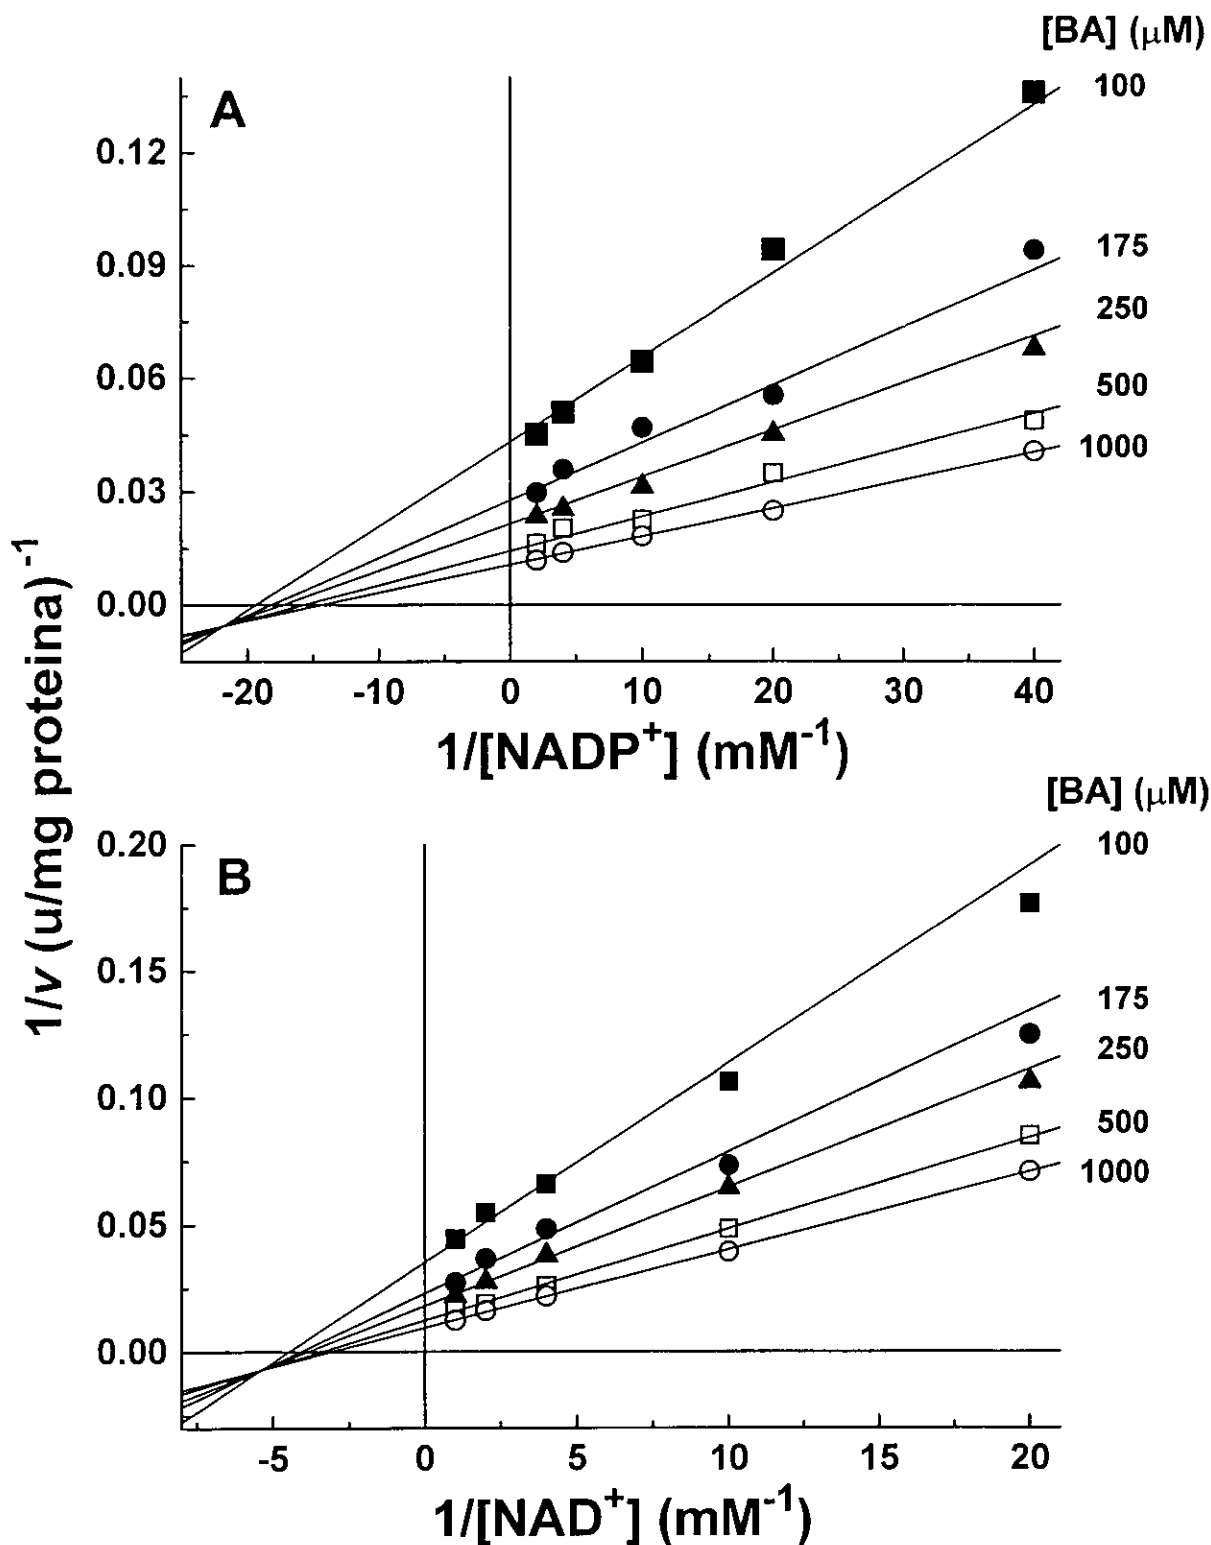 [BA] (μM)
A
100
0.12
175
0.09
250
0.06
500
1000
0.03
0.00
-20 -10 0 10 20 30 40
1/[NADP⁺] (mM⁻¹)
1/v (u/mg proteina)⁻¹
[BA] (μM)
0.20
100
B
0.15
175
250
0.10
500
1000
0.05
0.00
-5 0 5 10 15 20
1/[NAD⁺] (mM⁻¹)